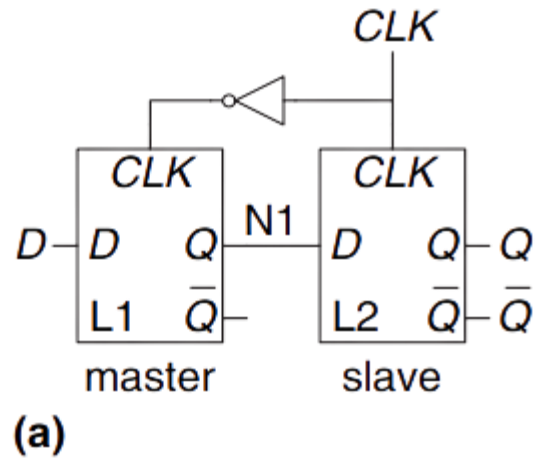 CLK
CLK CLK
D D Q N1 D Q Q
L1 Q̅ L2 Q̅ Q̅
master slave
(a)